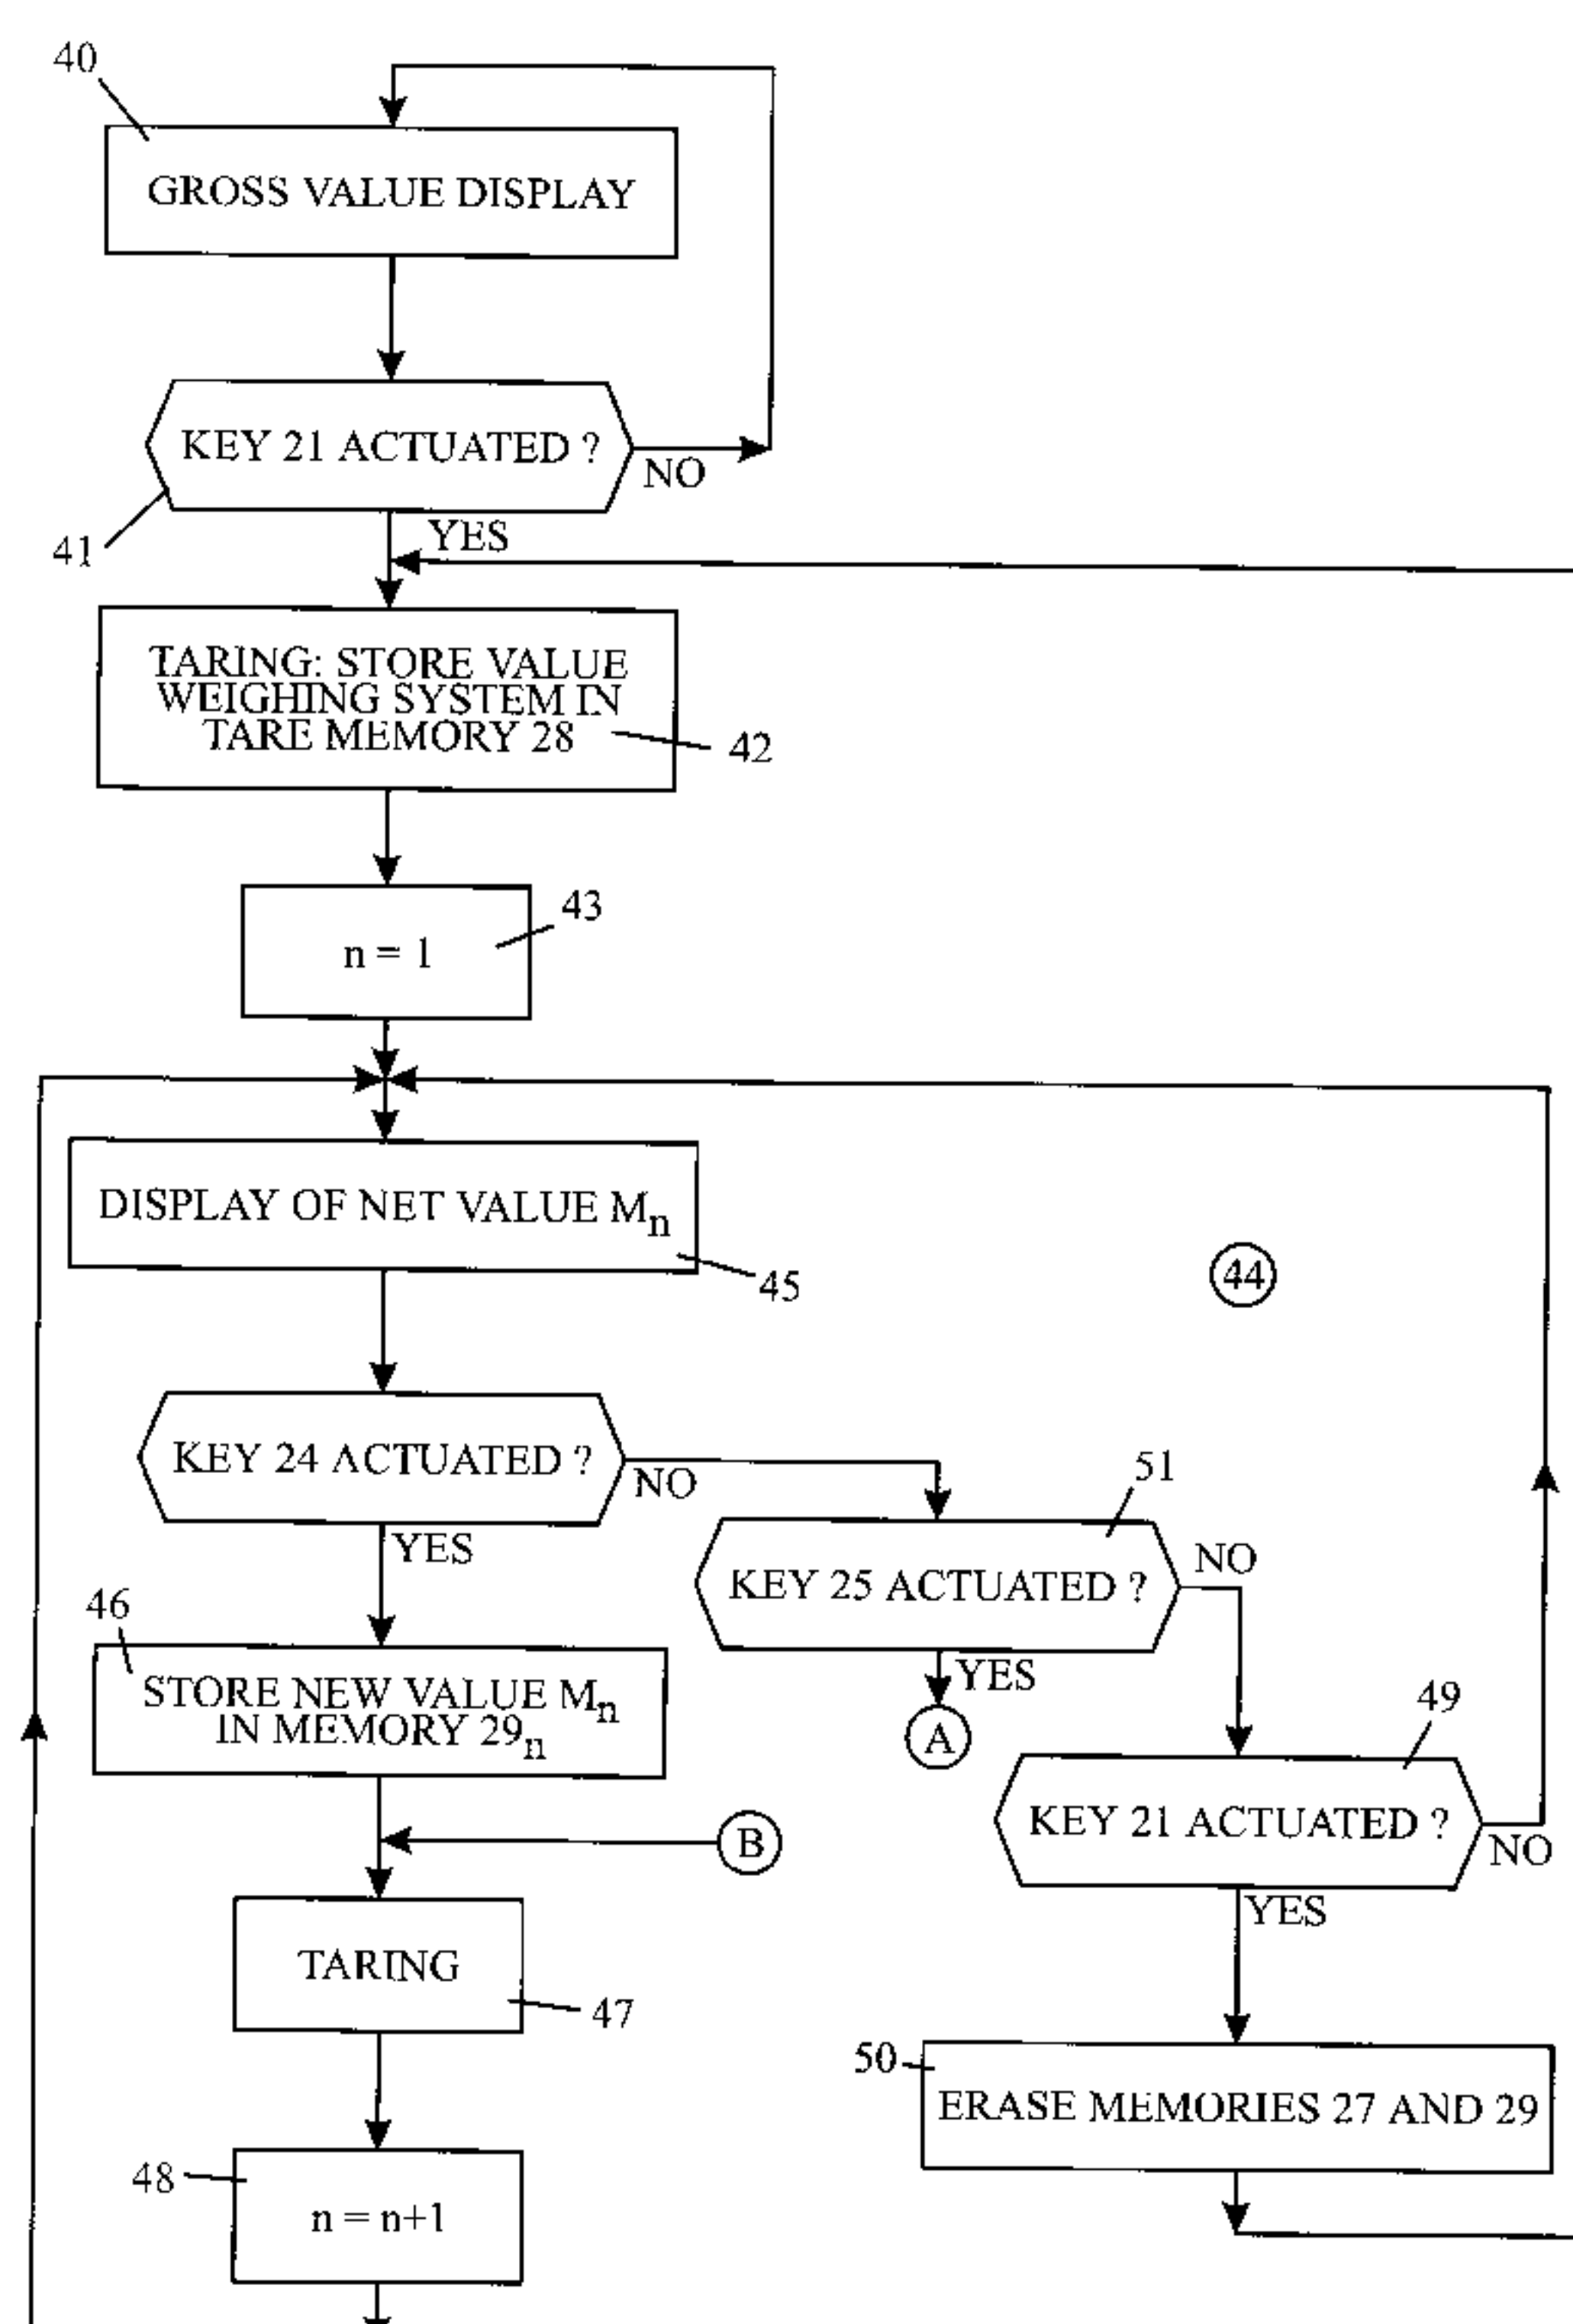 40
GROSS VALUE DISPLAY
KEY 21 ACTUATED ?
NO
41
YES
TARING: STORE VALUE
WEIGHING SYSTEM IN
TARE MEMORY 28
42
43
n = 1
DISPLAY OF NET VALUE Mn
45
44
KEY 24 ACTUATED ?
NO
51
YES
KEY 25 ACTUATED ?
NO
46
STORE NEW VALUE Mn
IN MEMORY 29n
YES
A
49
KEY 21 ACTUATED ?
NO
B
YES
TARING
47
50
ERASE MEMORIES 27 AND 29
48
n = n+1